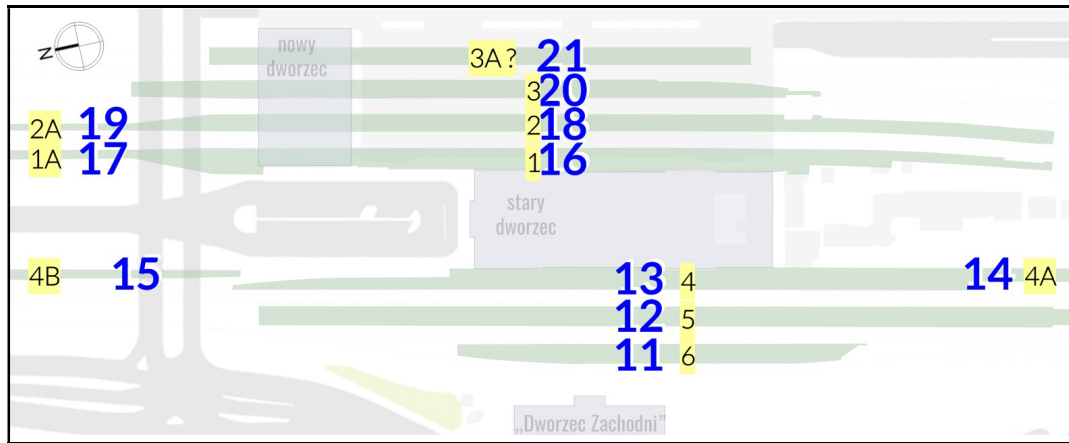 N
nowy
dworzec
3A ? 21
3 20
2A 19
2 18
1A 17
1 16
stary
dworzec
4B 15
13 4
14 4A
12 5
11 6
„Dworzec Zachodni”